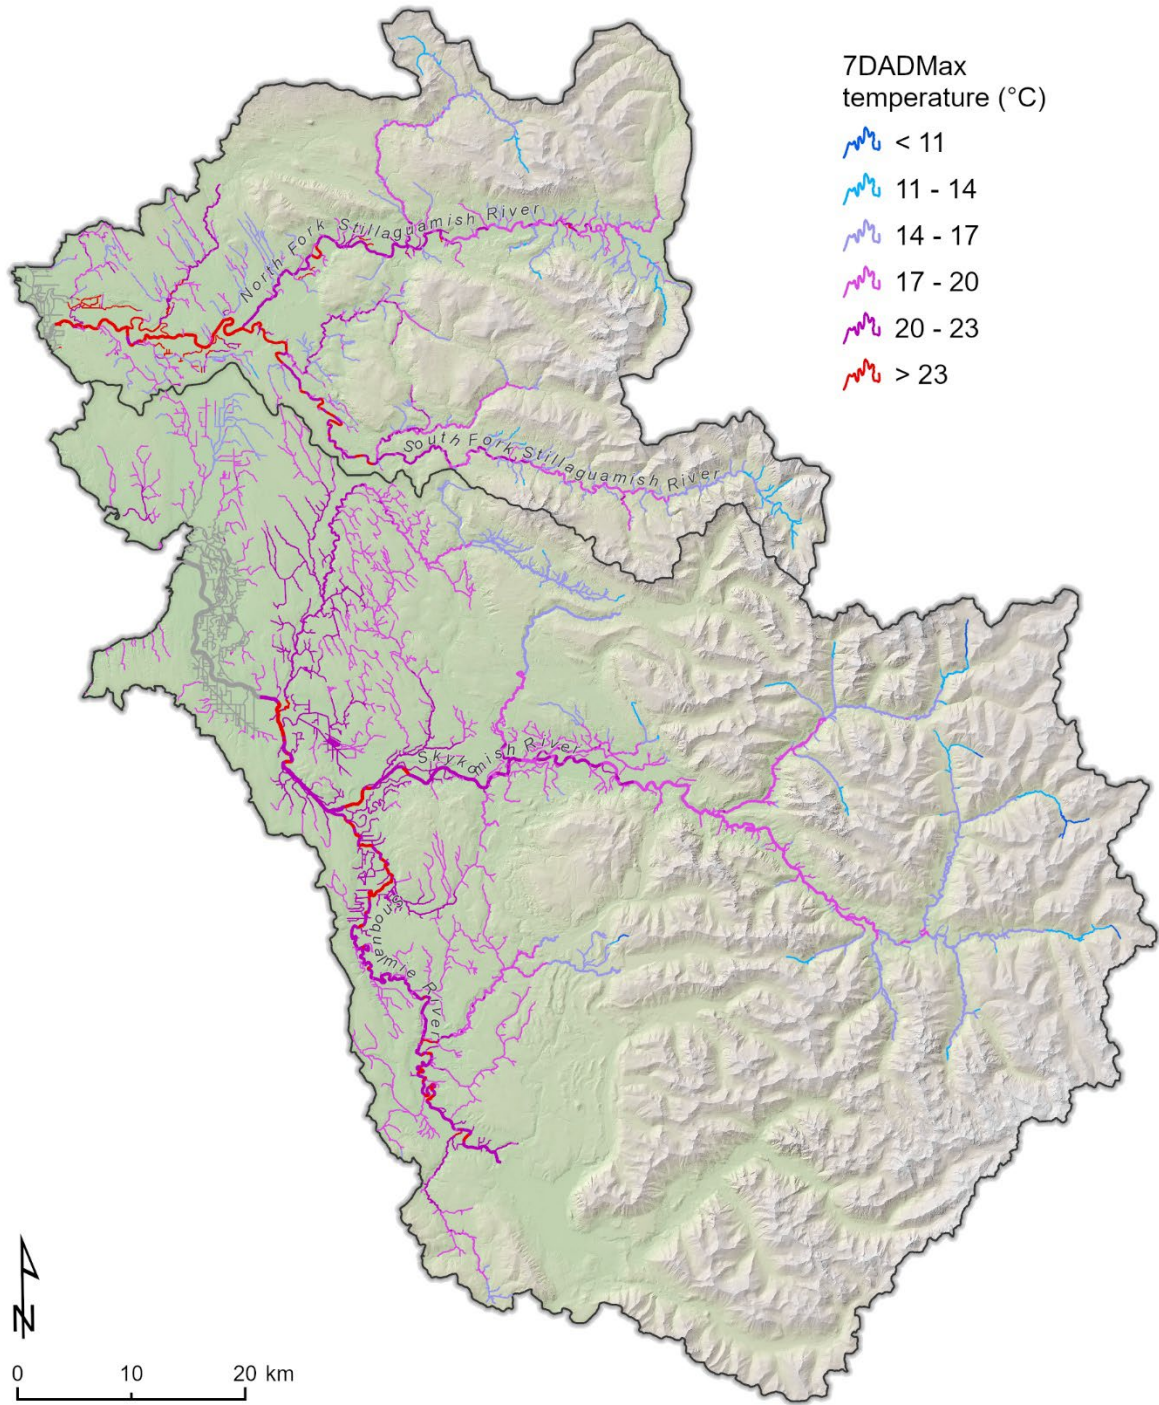 7DADMax
temperature (°C)
< 11
11 - 14
14 - 17
17 - 20
20 - 23
> 23
North Fork Stillaguamish River
South Fork Stillaguamish River
Skykomish River
Snoqualmie River
N
0 10 20 km